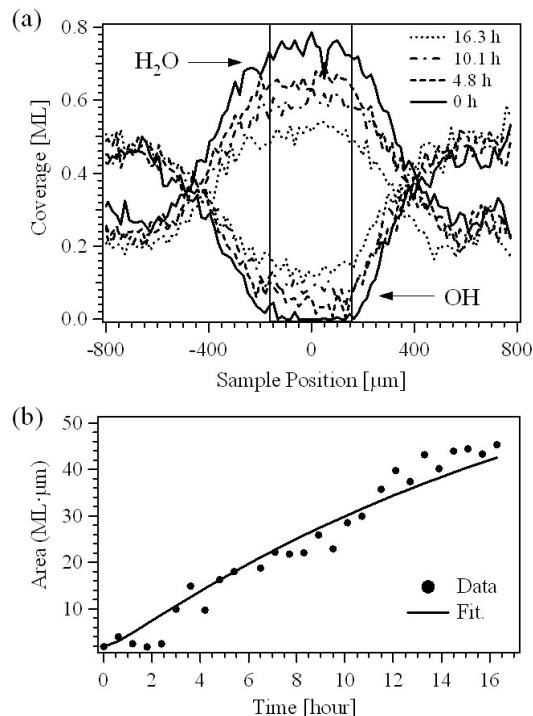 (a)
0.8
0.6
0.4
0.2
0.0
Coverage [ML]
H₂O
16.3 h
10.1 h
4.8 h
0 h
OH
-800
-400
0
400
800
Sample Position [µm]
(b)
50
40
30
20
10
Area (ML·µm)
Data
Fit.
0
2
4
6
8
10
12
14
16
Time [hour]